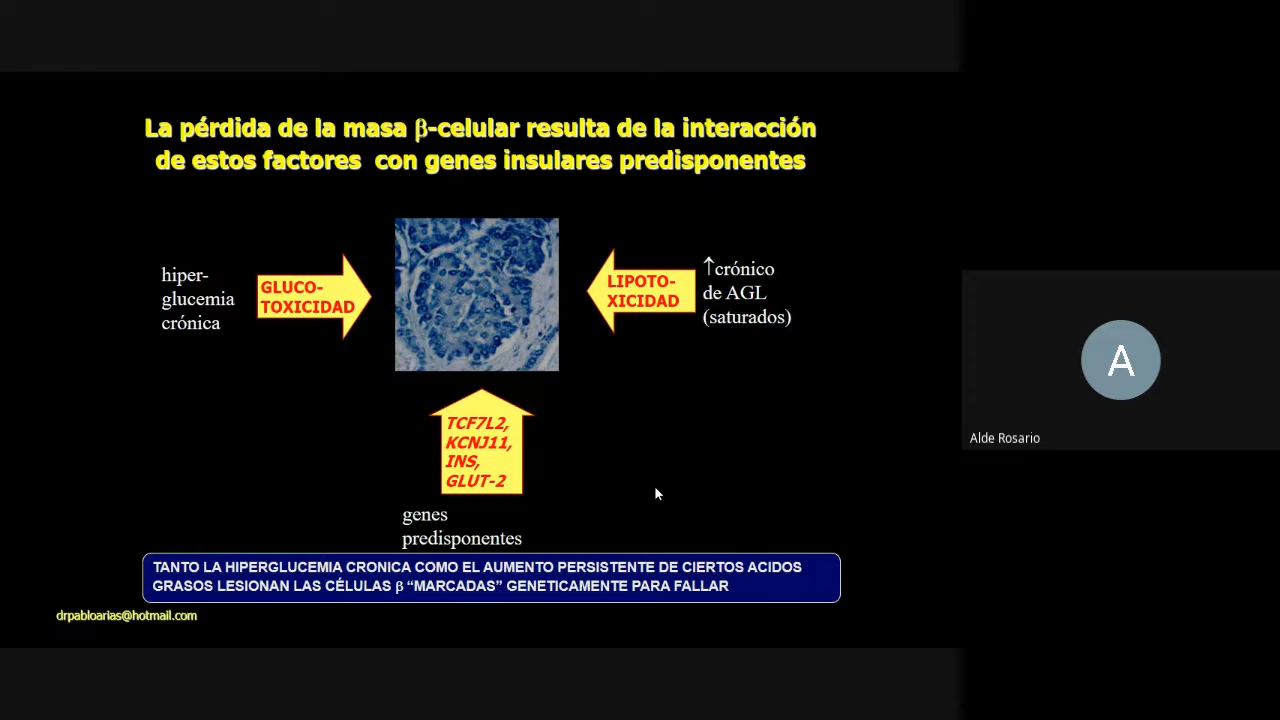 La pérdida de la masa β-celular resulta de la interacción
de estos factores con genes insulares predisponentes
hiper-
glucemia
crónica
GLUCO-
TOXICIDAD
LIPOTO-
XICIDAD
↑crónico
de AGL
(saturados)
TCF7L2,
KCNJ11,
INS,
GLUT-2
genes
predisponentes
TANTO LA HIPERGLUCEMIA CRONICA COMO EL AUMENTO PERSISTENTE DE CIERTOS ACIDOS
GRASOS LESIONAN LAS CÉLULAS β “MARCADAS” GENETICAMENTE PARA FALLAR
drpabloarias@hotmail.com
A
Alde Rosario